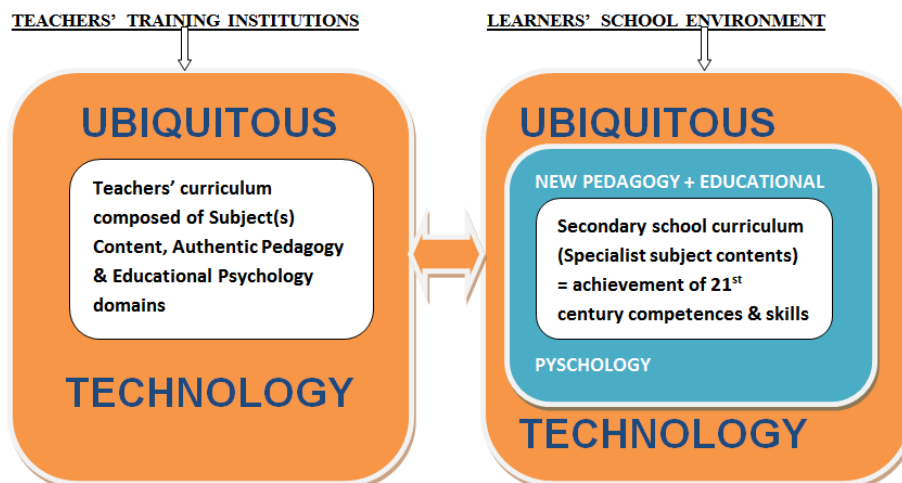 TEACHERS' TRAINING INSTITUTIONS
UBIQUITOUS
Teachers' curriculum
composed of Subject(s)
Content, Authentic Pedagogy
& Educational Psychology
domains
TECHNOLOGY
LEARNERS' SCHOOL ENVIRONMENT
UBIQUITOUS
NEW PEDAGOGY + EDUCATIONAL
Secondary school curriculum
(Specialist subject contents)
= achievement of 21st
century competences & skills
PYSCHOLOGY
TECHNOLOGY